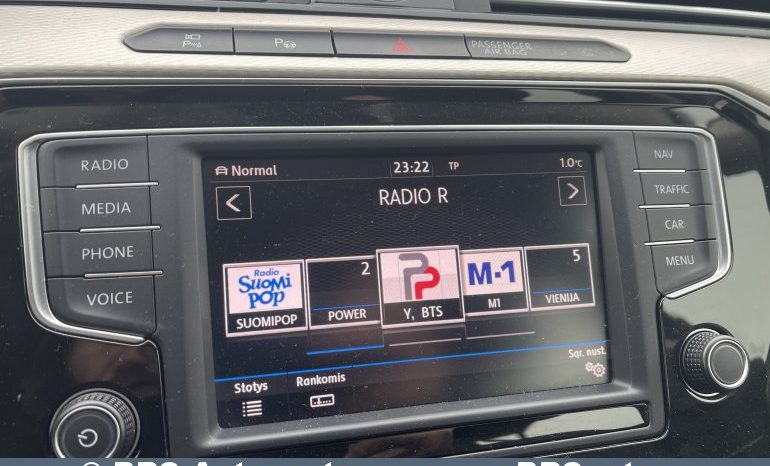 P
PASSENGER
AIR BAG
RADIO
MEDIA
PHONE
VOICE
Normal
23:22
TP
1.0°C
RADIO R
Radio
SUOMI
POP
SUOMIPOP
2
POWER
Y, BTS
M·1
M1
5
VIENIJA
Stotys
Rankomis
Sqr. nust.
NAV
TRAFFIC
CAR
MENU